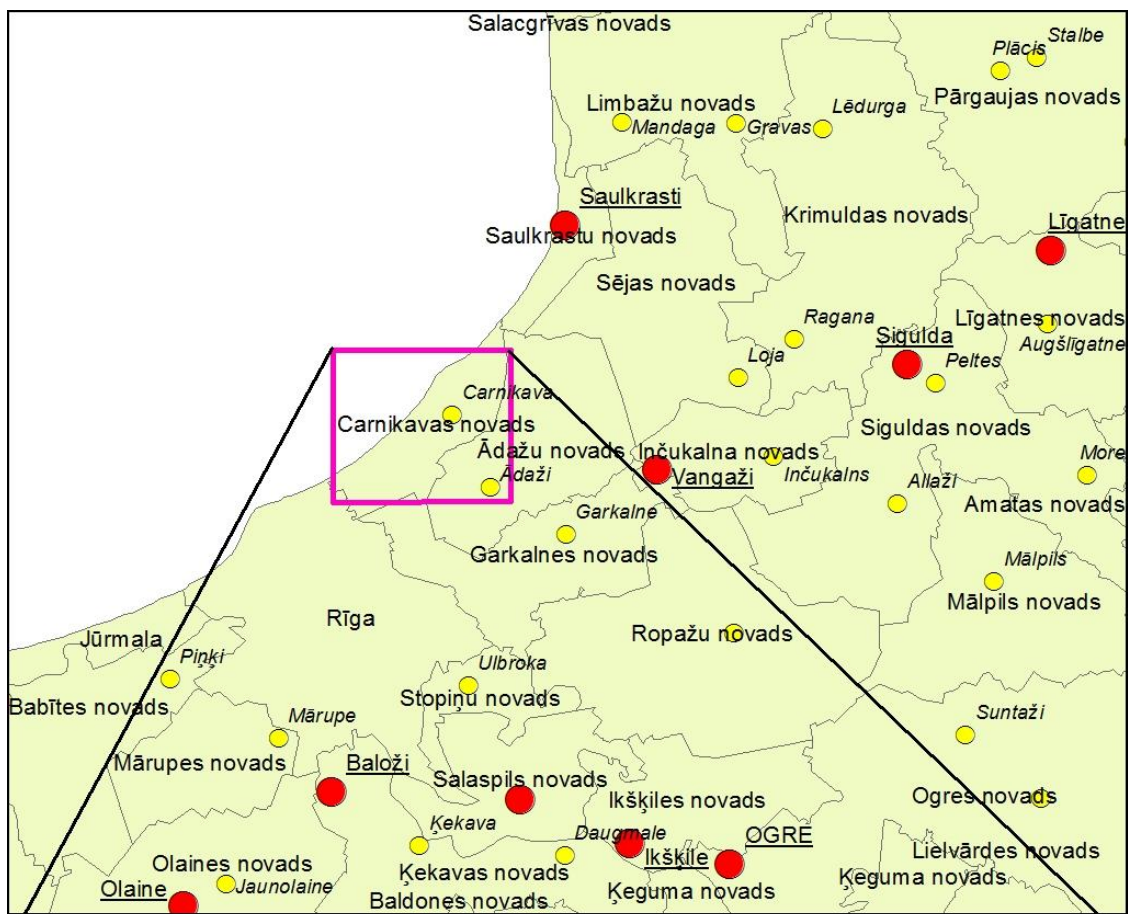 Salacgrīvas novads
Stalbe
Plācis
Pārgaujas novads
Limbažu novads
Lēdurga
Mandaga
Gravas
Saulkrasti
Saulkrastu novads
Krimuldas novads
Līgatne
Sējas novads
Ragana
Līgatnes novads
Sigulda
Augšlīgatne
Loja
Peltes
Carnikava
Carnikavas novads
Siguldas novads
Ādažu novads
Inčukalna novads
More
Ādaži
Vangaži
Inčukalns
Allaži
Amatas novads
Garkalne
Garkalnes novads
Mālpils
Mālpils novads
Rīga
Ropažu novads
Jūrmala
Piņķi
Ulbroka
Babītes novads
Stopiņu novads
Mārupe
Suntaži
Mārupes novads
Baloži
Salaspils novads
Ikšķiles novads
Ogres novads
Ķekava
Daugmale
OGRE
Olaines novads
Ikšķile
Lielvārdes novads
Olaine
Jaunolaine
Ķekavas novads
Ķeguma novads
Ķeguma novads
Baldones novads